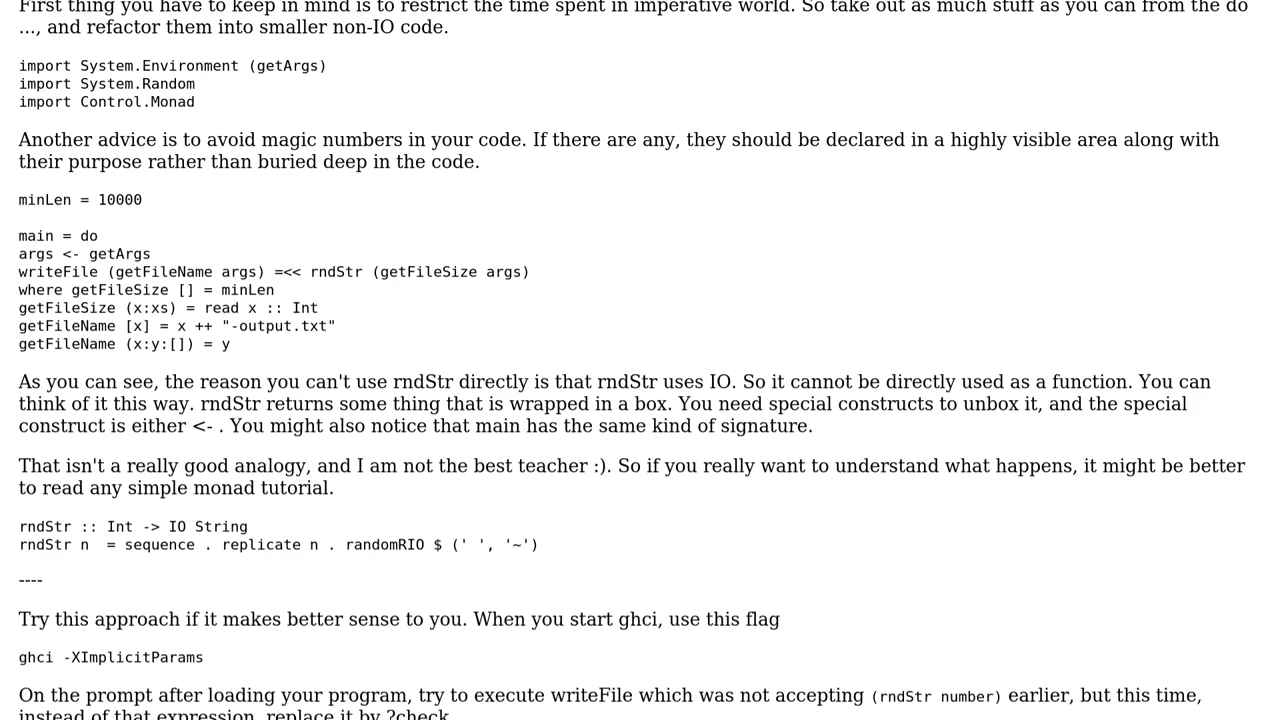 First thing you have to keep in mind is to restrict the time spent in imperative world. So take out as much stuff as you can from the do
..., and refactor them into smaller non-IO code.
import System.Environment (getArgs)
import System.Random
import Control.Monad
Another advice is to avoid magic numbers in your code. If there are any, they should be declared in a highly visible area along with
their purpose rather than buried deep in the code.
minLen = 10000
main = do
args <- getArgs
writeFile (getFileName args) =<< rndStr (getFileSize args)
where getFileSize [] = minLen
getFileSize (x:xs) = read x :: Int
getFileName [x] = x ++ "-output.txt"
getFileName (x:y:[]) = y
As you can see, the reason you can't use rndStr directly is that rndStr uses IO. So it cannot be directly used as a function. You can
think of it this way. rndStr returns some thing that is wrapped in a box. You need special constructs to unbox it, and the special
construct is either <- . You might also notice that main has the same kind of signature.
That isn't a really good analogy, and I am not the best teacher :). So if you really want to understand what happens, it might be better
to read any simple monad tutorial.
rndStr :: Int -> IO String
rndStr n  = sequence . replicate n . randomRIO $ (' ', '~')
----
Try this approach if it makes better sense to you. When you start ghci, use this flag
ghci -XImplicitParams
On the prompt after loading your program, try to execute writeFile which was not accepting (rndStr number) earlier, but this time,
instead of that expression, replace it by ?check